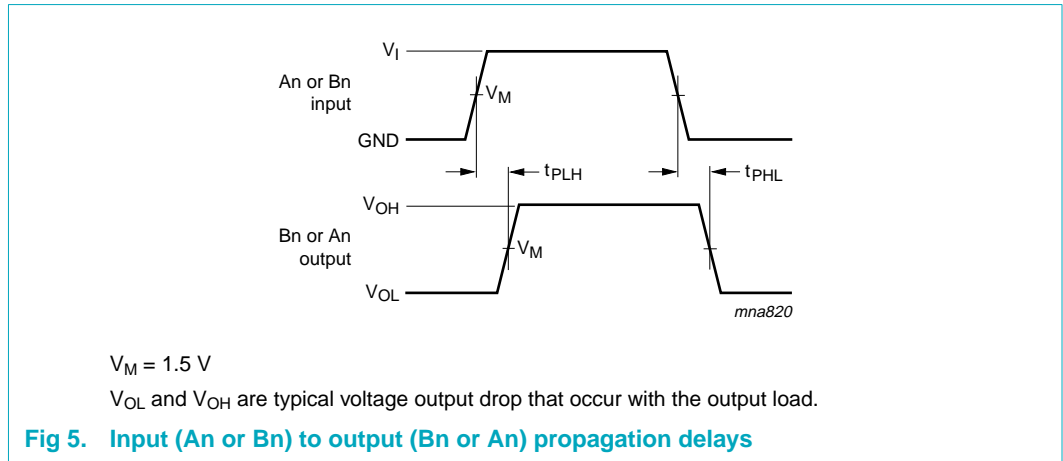 VI
An or Bn
input
VM
GND
tPLH
tPHL
VOH
Bn or An
output
VM
VOL
mna820
VM = 1.5 V
VOL and VOH are typical voltage output drop that occur with the output load.
Fig 5. Input (An or Bn) to output (Bn or An) propagation delays